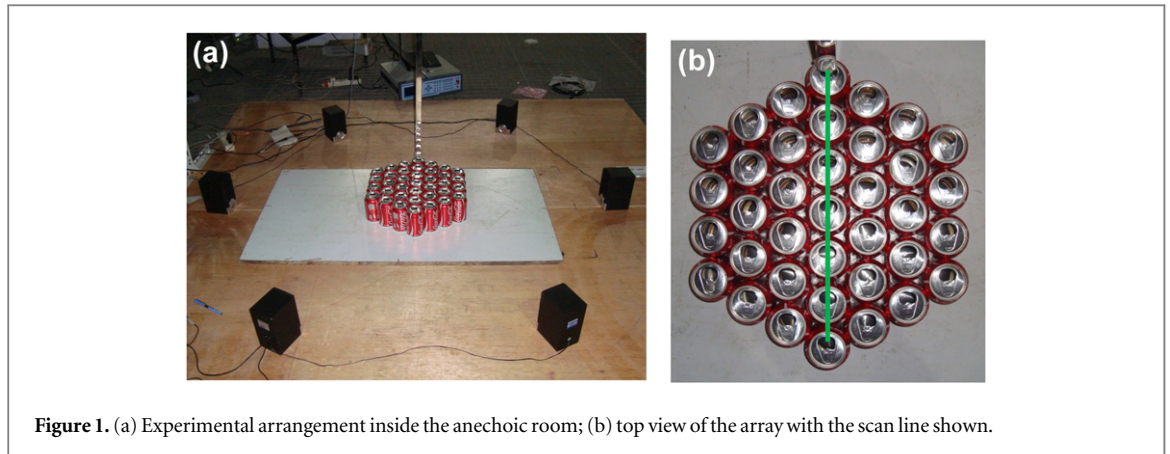 (a)
(b)
Figure 1. (a) Experimental arrangement inside the anechoic room; (b) top view of the array with the scan line shown.